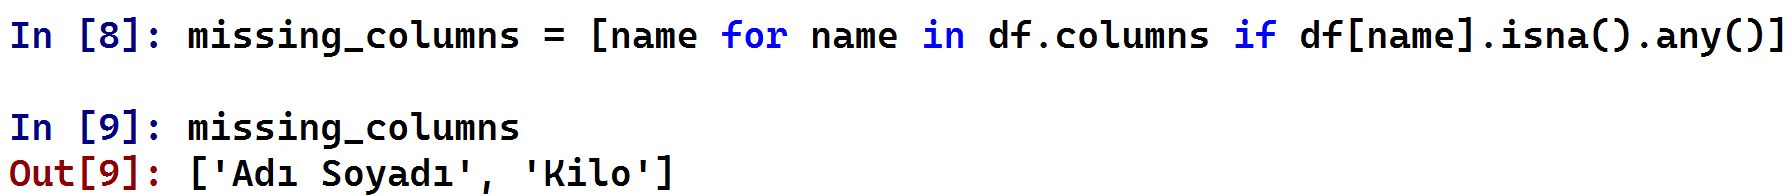 In [8]: missing_columns = [name for name in df.columns if df[name].isna().any()]
In [9]: missing_columns
Out[9]: ['Adı Soyadı', 'Kilo']